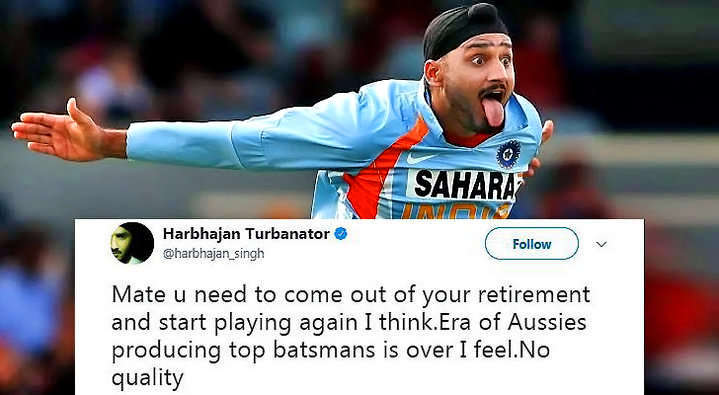 SAHARA
INDIA
Harbhajan Turbanator
Follow
@harbhajan_singh
Mate u need to come out of your retirement
and start playing again I think.Era of Aussies
producing top batsmans is over I feel.No
quality